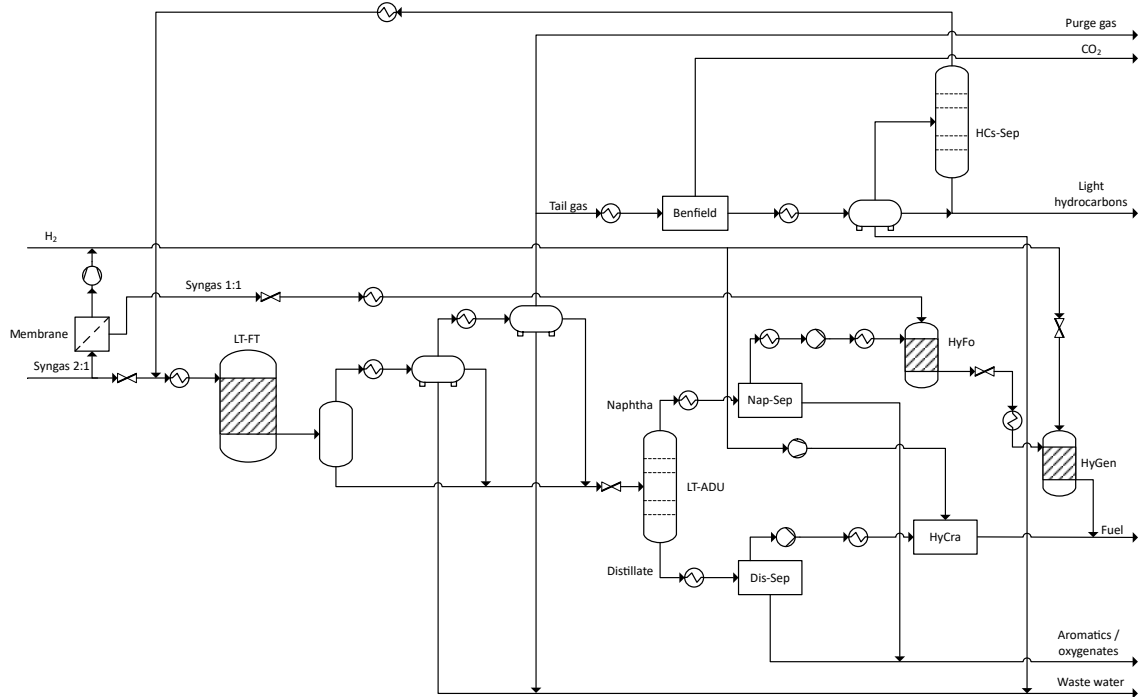 Purge gas
CO₂
HCs-Sep
Light
hydrocarbons
Tail gas
Benfield
H₂
Syngas 1:1
Membrane
LT-FT
HyFo
Syngas 2:1
Naphtha
Nap-Sep
HyGen
LT-ADU
Fuel
HyCra
Distillate
Dis-Sep
Aromatics /
oxygenates
Waste water